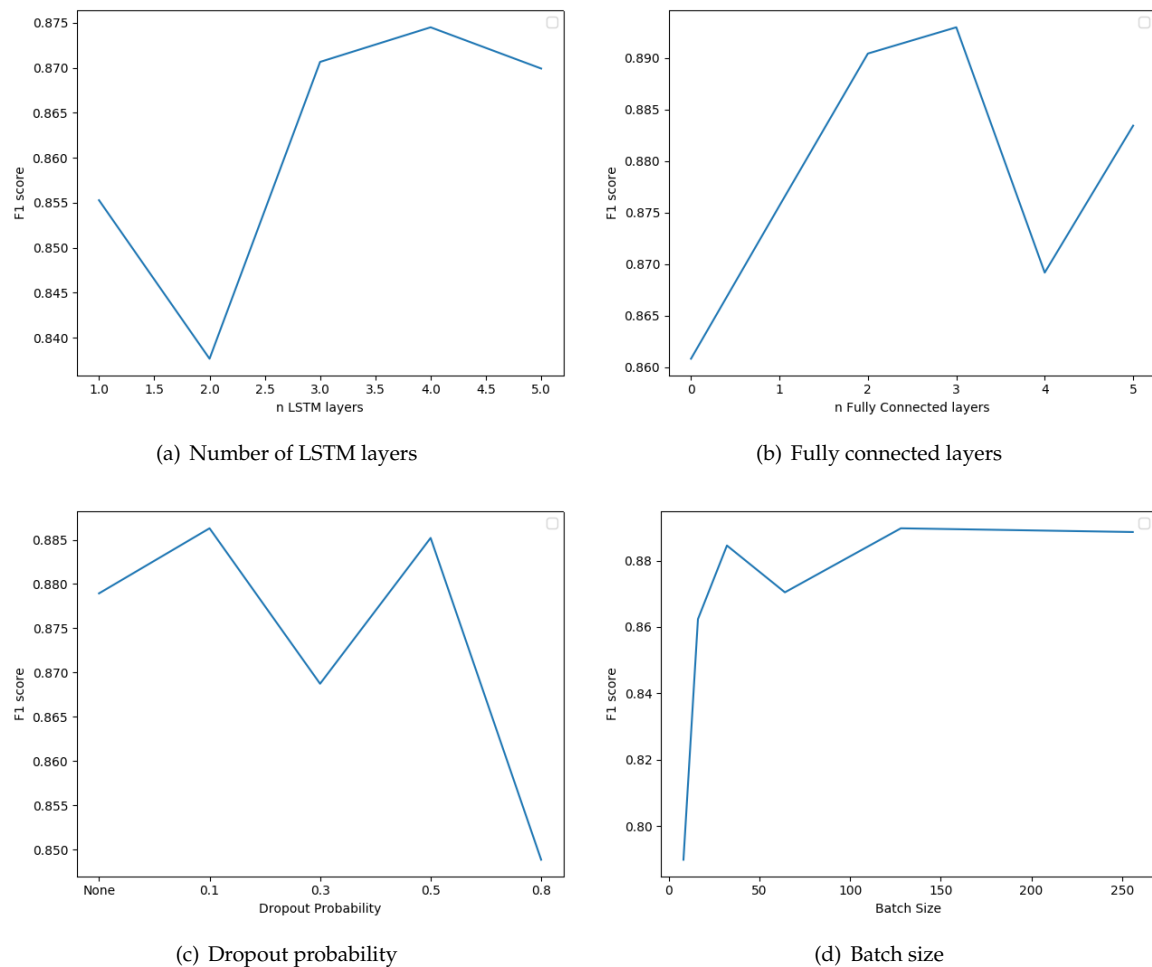 0.875
0.870
0.865
0.860
0.855
0.850
0.845
0.840
F1 score
1.0 1.5 2.0 2.5 3.0 3.5 4.0 4.5 5.0
n LSTM layers
(a) Number of LSTM layers
0.890
0.885
0.880
0.875
0.870
0.865
0.860
F1 score
0 1 2 3 4 5
n Fully Connected layers
(b) Fully connected layers
0.885
0.880
0.875
0.870
0.865
0.860
0.855
0.850
F1 score
None 0.1 0.3 0.5 0.8
Dropout Probability
(c) Dropout probability
0.88
0.86
0.84
0.82
0.80
F1 score
0 50 100 150 200 250
Batch Size
(d) Batch size